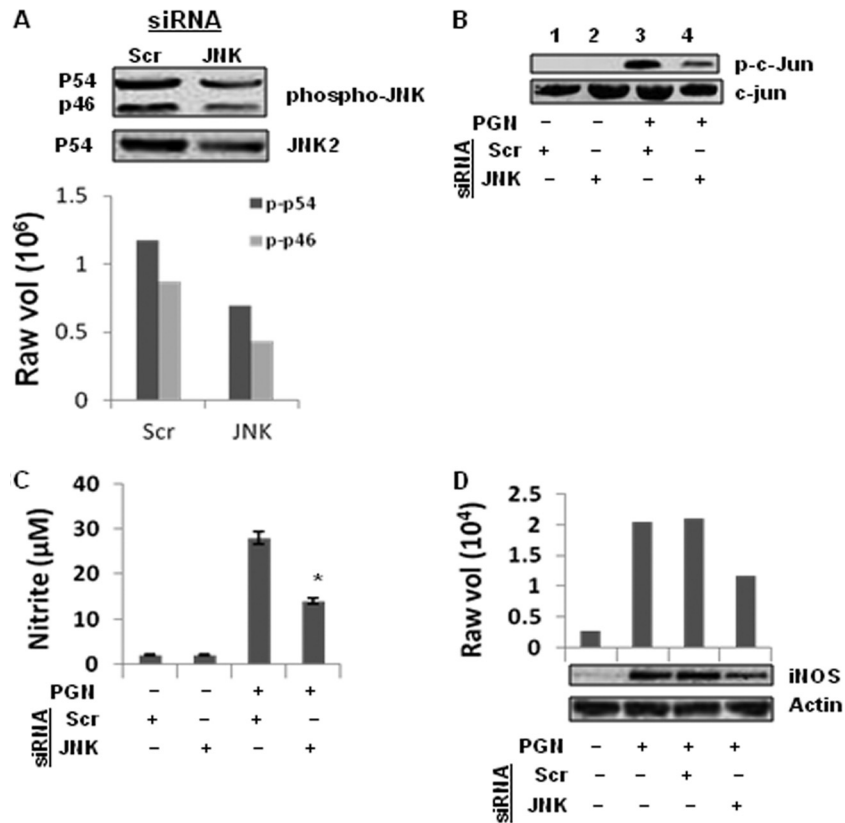 A
siRNA
Scr JNK
P54
p46
phospho-JNK
P54
JNK2
1.5
1
0.5
0
Raw vol (10⁶)
p-p54
p-p46
Scr JNK
B
1 2 3 4
p-c-Jun
c-jun
PGN – – + +
siRNA
Scr + – + –
JNK – + – +
C
40
30
20
10
0
Nitrite (µM)
*
PGN – – + +
siRNA
Scr + – + –
JNK – + – +
D
2.5
2
1.5
1
0.5
0
Raw vol (10⁴)
iNOS
Actin
PGN – + + +
siRNA
Scr – – + –
JNK – – – +